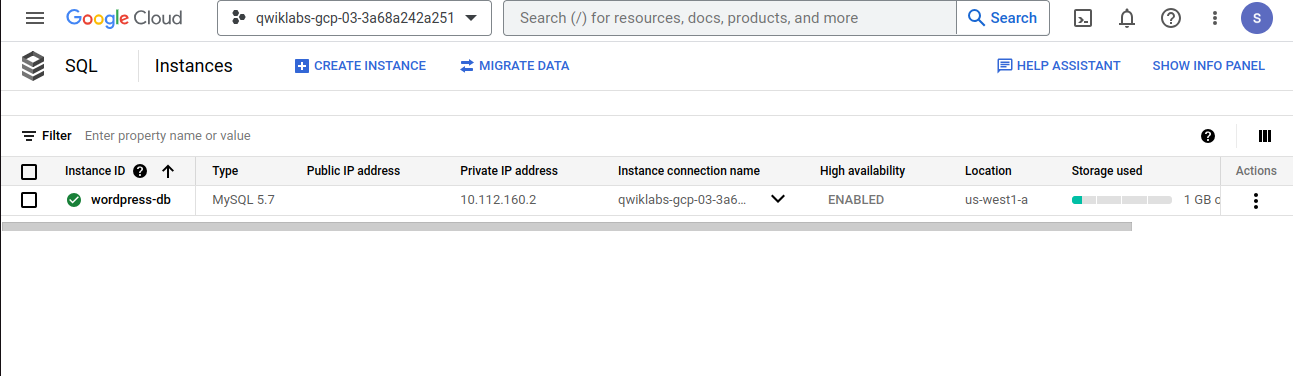 Google Cloud qwiklabs-gcp-03-3a68a242a251 Search (/) for resources, docs, products, and more Search S
SQL Instances CREATE INSTANCE MIGRATE DATA HELP ASSISTANT SHOW INFO PANEL
Filter Enter property name or value
Instance ID Type Public IP address Private IP address Instance connection name High availability Location Storage used Actions
wordpress-db MySQL 5.7 10.112.160.2 qwiklabs-gcp-03-3a6... ENABLED us-west1-a 1 GB c